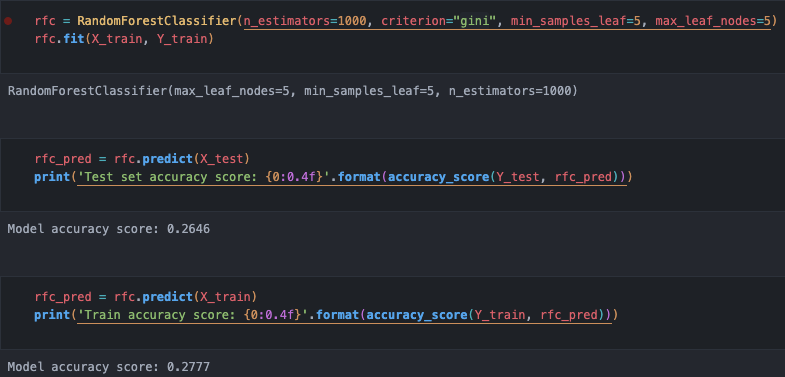 rfc = RandomForestClassifier(n_estimators=1000, criterion="gini", min_samples_leaf=5, max_leaf_nodes=5)
rfc.fit(X_train, Y_train)
RandomForestClassifier(max_leaf_nodes=5, min_samples_leaf=5, n_estimators=1000)
rfc_pred = rfc.predict(X_test)
print('Test set accuracy score: {0:0.4f}'.format(accuracy_score(Y_test, rfc_pred)))
Model accuracy score: 0.2646
rfc_pred = rfc.predict(X_train)
print('Train accuracy score: {0:0.4f}'.format(accuracy_score(Y_train, rfc_pred)))
Model accuracy score: 0.2777